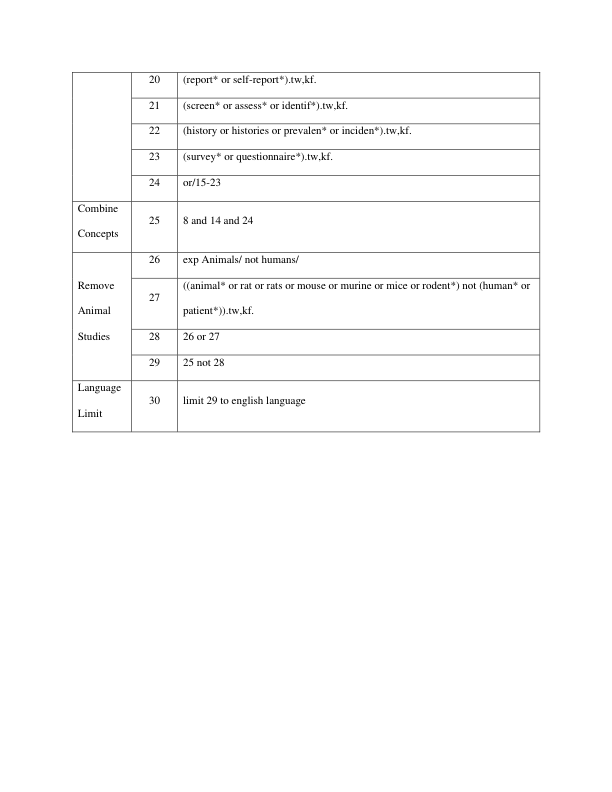 20 (report* or self-report*).tw,kf.
21 (screen* or assess* or identif*).tw,kf.
22 (history or histories or prevalen* or inciden*).tw,kf.
23 (survey* or questionnaire*).tw,kf.
24 or/15-23
Combine
Concepts
25 8 and 14 and 24
Remove
Animal
Studies
26 exp Animals/ not humans/
27 ((animal* or rat or rats or mouse or murine or mice or rodent*) not (human* or
patient*)).tw,kf.
28 26 or 27
29 25 not 28
Language
Limit
30 limit 29 to english language